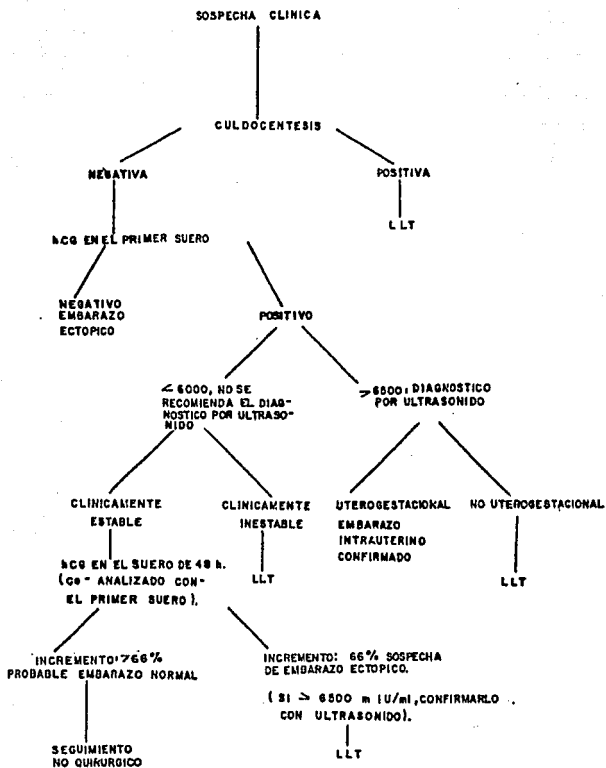 SOSPECHA CLINICA
CULDOCENTESIS
NEGATIVA
POSITIVA
LLT
hCG EN EL PRIMER SUERO
NEGATIVO
EMBARAZO
ECTOPICO
POSITIVO
< 6000, NO SE
RECOMIENDA EL DIAG-
NOSTICO POR ULTRASO-
NIDO
>6500: DIAGNOSTICO
POR ULTRASONIDO
CLINICAMENTE
ESTABLE
CLINICAMENTE
INESTABLE
UTEROGESTACIONAL
EMBARAZO
INTRAUTERINO
CONFIRMADO
NO UTEROGESTACIONAL
hCG EN EL SUERO DE 48 h.
(co- ANALIZADO CON-
EL PRIMER SUERO).
LLT
LLT
INCREMENTO: >66%
PROBABLE EMBARAZO NORMAL
INCREMENTO: 66% SOSPECHA
DE EMBARAZO ECTOPICO.
(SI > 6500 m IU/ml, CONFIRMARLO
CON ULTRASONIDO).
SEGUIMIENTO
NO QUIRURGICO
LLT